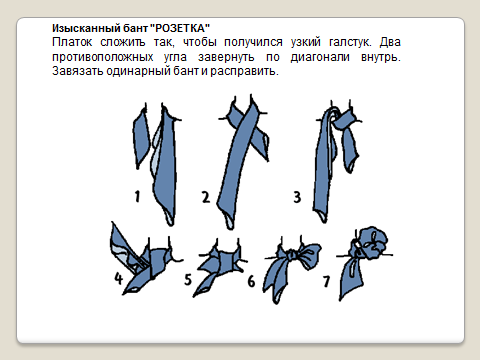 Изысканный бант "РОЗЕТКА"
Платок сложить так, чтобы получился узкий галстук. Два
противоположных угла завернуть по диагонали внутрь.
Завязать одинарный бант и расправить.
1 2 3
4 5 6 7